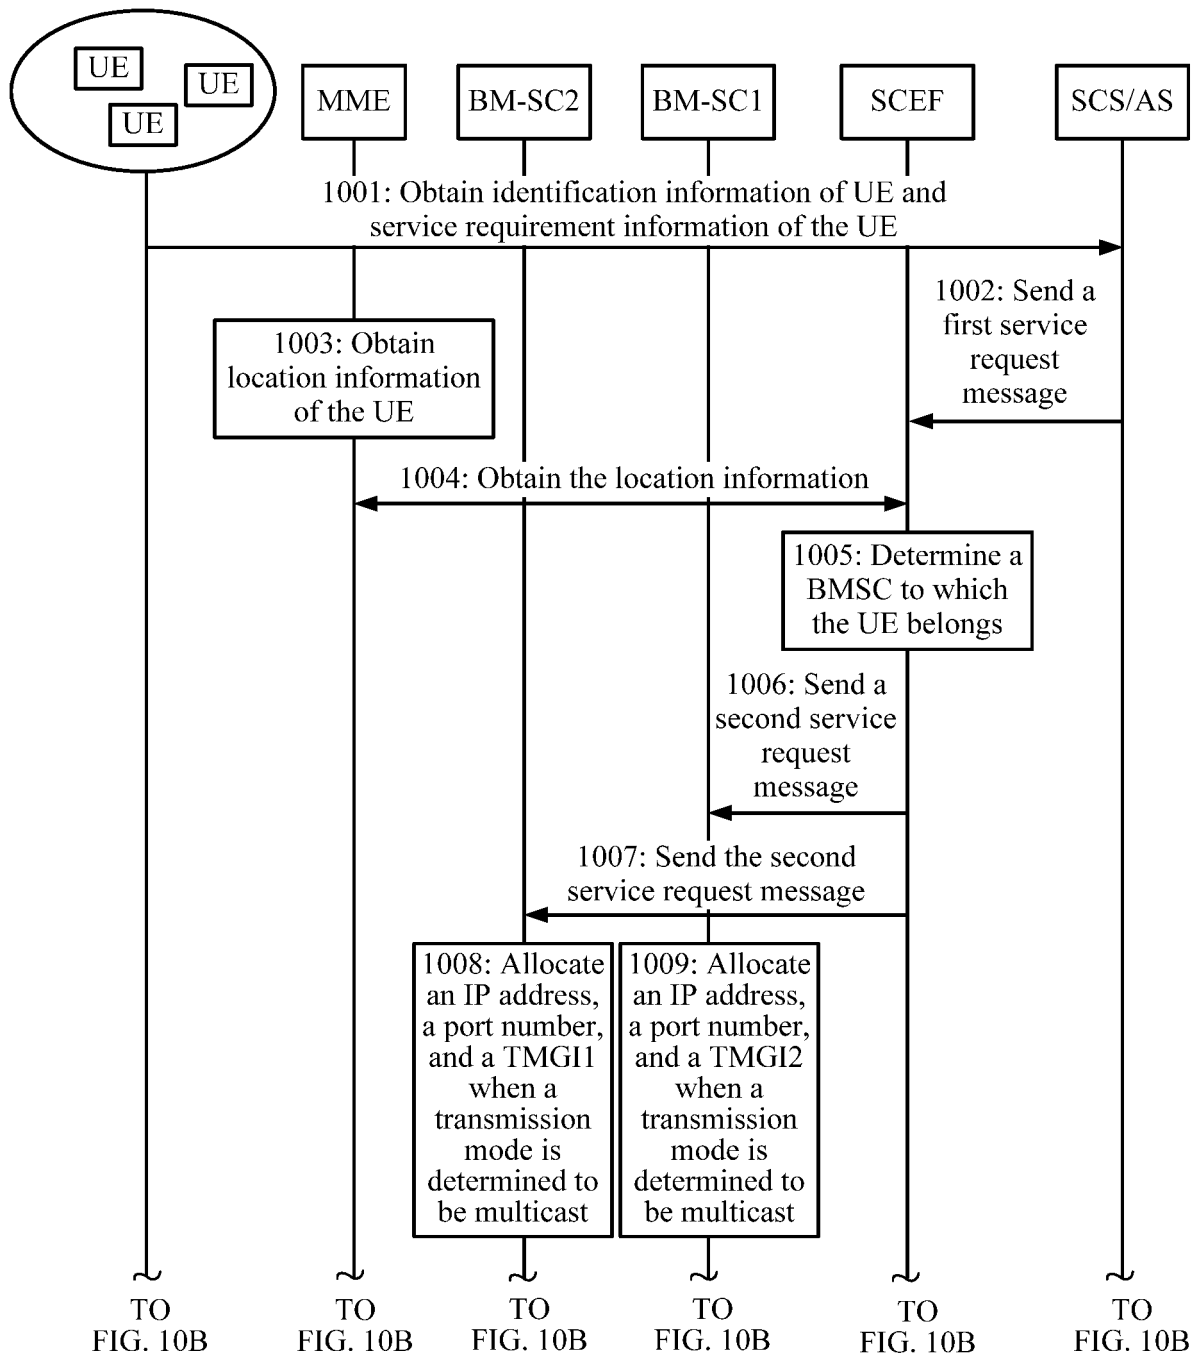 UE
UE
UE
MME
BM-SC2
BM-SC1
SCEF
SCS/AS
1001: Obtain identification information of UE and
service requirement information of the UE
1002: Send a
first service
request
message
1003: Obtain
location information
of the UE
1004: Obtain the location information
1005: Determine a
BMSC to which
the UE belongs
1006: Send a
second service
request
message
1007: Send the second
service request message
1008: Allocate
an IP address,
a port number,
and a TMGI1
when a
transmission
mode is
determined to
be multicast
1009: Allocate
an IP address,
a port number,
and a TMGI2
when a
transmission
mode is
determined to
be multicast
TO
FIG. 10B
TO
FIG. 10B
TO
FIG. 10B
TO
FIG. 10B
TO
FIG. 10B
TO
FIG. 10B